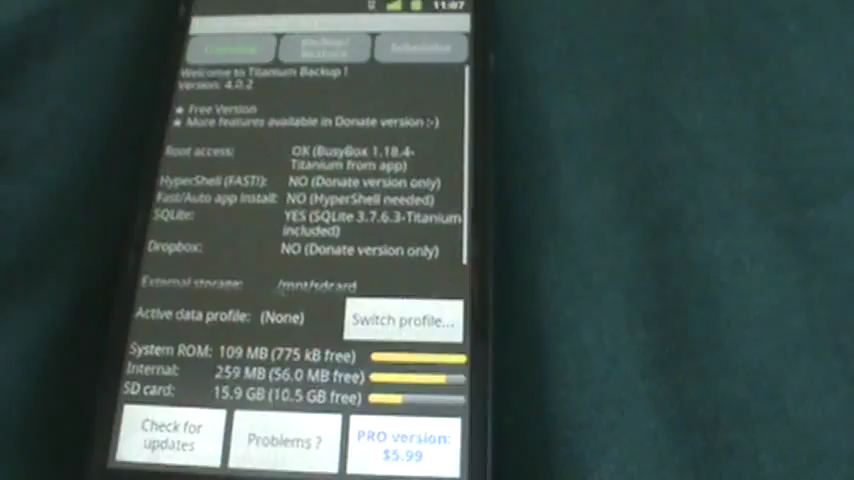 11:07
Overview
Backup/
Restore
Schedules
Welcome to Titanium Backup !
Version: 4.0.2
★ Free Version
★ More features available in Donate version :-)
Root access: OK (BusyBox 1.18.4-
Titanium from app)
HyperShell (FAST!): NO (Donate version only)
Fast/Auto app install: NO (HyperShell needed)
SQLite: YES (SQLite 3.7.6.3-Titanium
included)
Dropbox: NO (Donate version only)
External storage: /mnt/sdcard
Active data profile: (None) Switch profile...
System ROM: 109 MB (775 kB free)
Internal: 259 MB (56.0 MB free)
SD card: 15.9 GB (10.5 GB free)
Check for
updates
Problems ?
PRO version:
$5.99